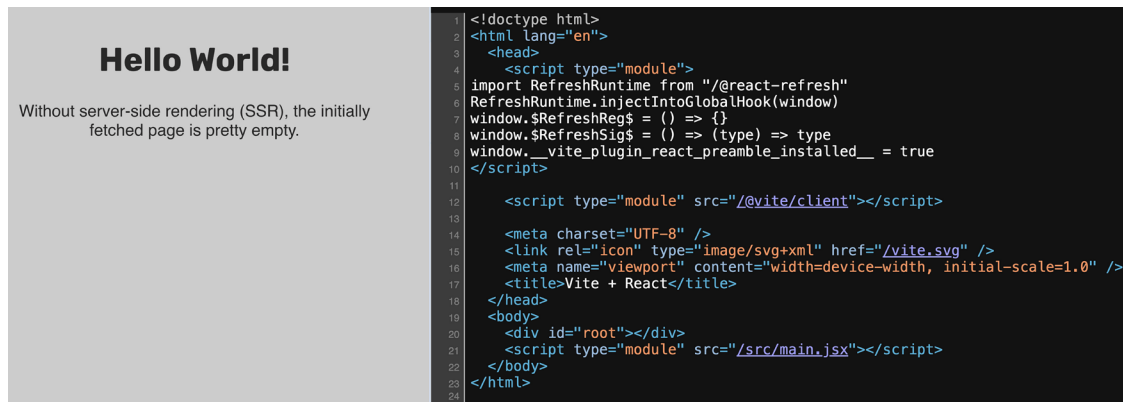 Hello World!
Without server-side rendering (SSR), the initially
fetched page is pretty empty.
1 <!doctype html>
2 <html lang="en">
3   <head>
4     <script type="module">
5 import RefreshRuntime from "/@react-refresh"
6 RefreshRuntime.injectIntoGlobalHook(window)
7 window.$RefreshReg$ = () => {}
8 window.$RefreshSig$ = () => (type) => type
9 window.__vite_plugin_react_preamble_installed__ = true
10 </script>
11
12     <script type="module" src="/@vite/client"></script>
13
14     <meta charset="UTF-8" />
15     <link rel="icon" type="image/svg+xml" href="/vite.svg" />
16     <meta name="viewport" content="width=device-width, initial-scale=1.0" />
17     <title>Vite + React</title>
18   </head>
19   <body>
20     <div id="root"></div>
21     <script type="module" src="/src/main.jsx"></script>
22   </body>
23 </html>
24